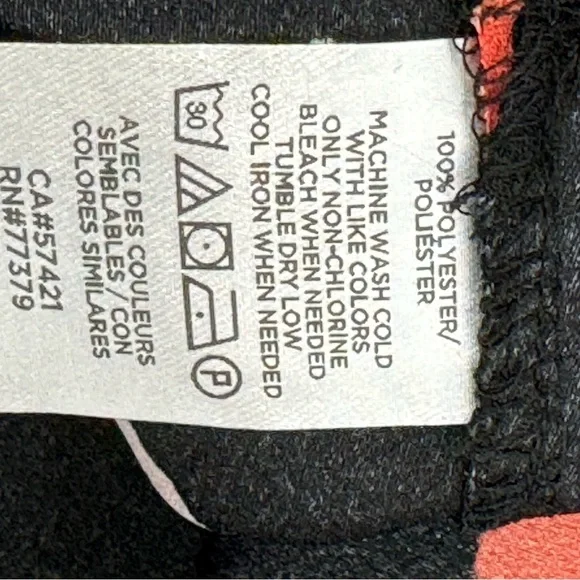 100% POLYESTER/
POLIÉSTER
MACHINE WASH COLD
WITH LIKE COLORS
ONLY NON-CHLORINE
BLEACH WHEN NEEDED
TUMBLE DRY LOW
COOL IRON WHEN NEEDED
30 P
AVEC DES COULEURS
SEMBLABLES / CON
COLORES SIMILARES
CA#57421
RN#77379